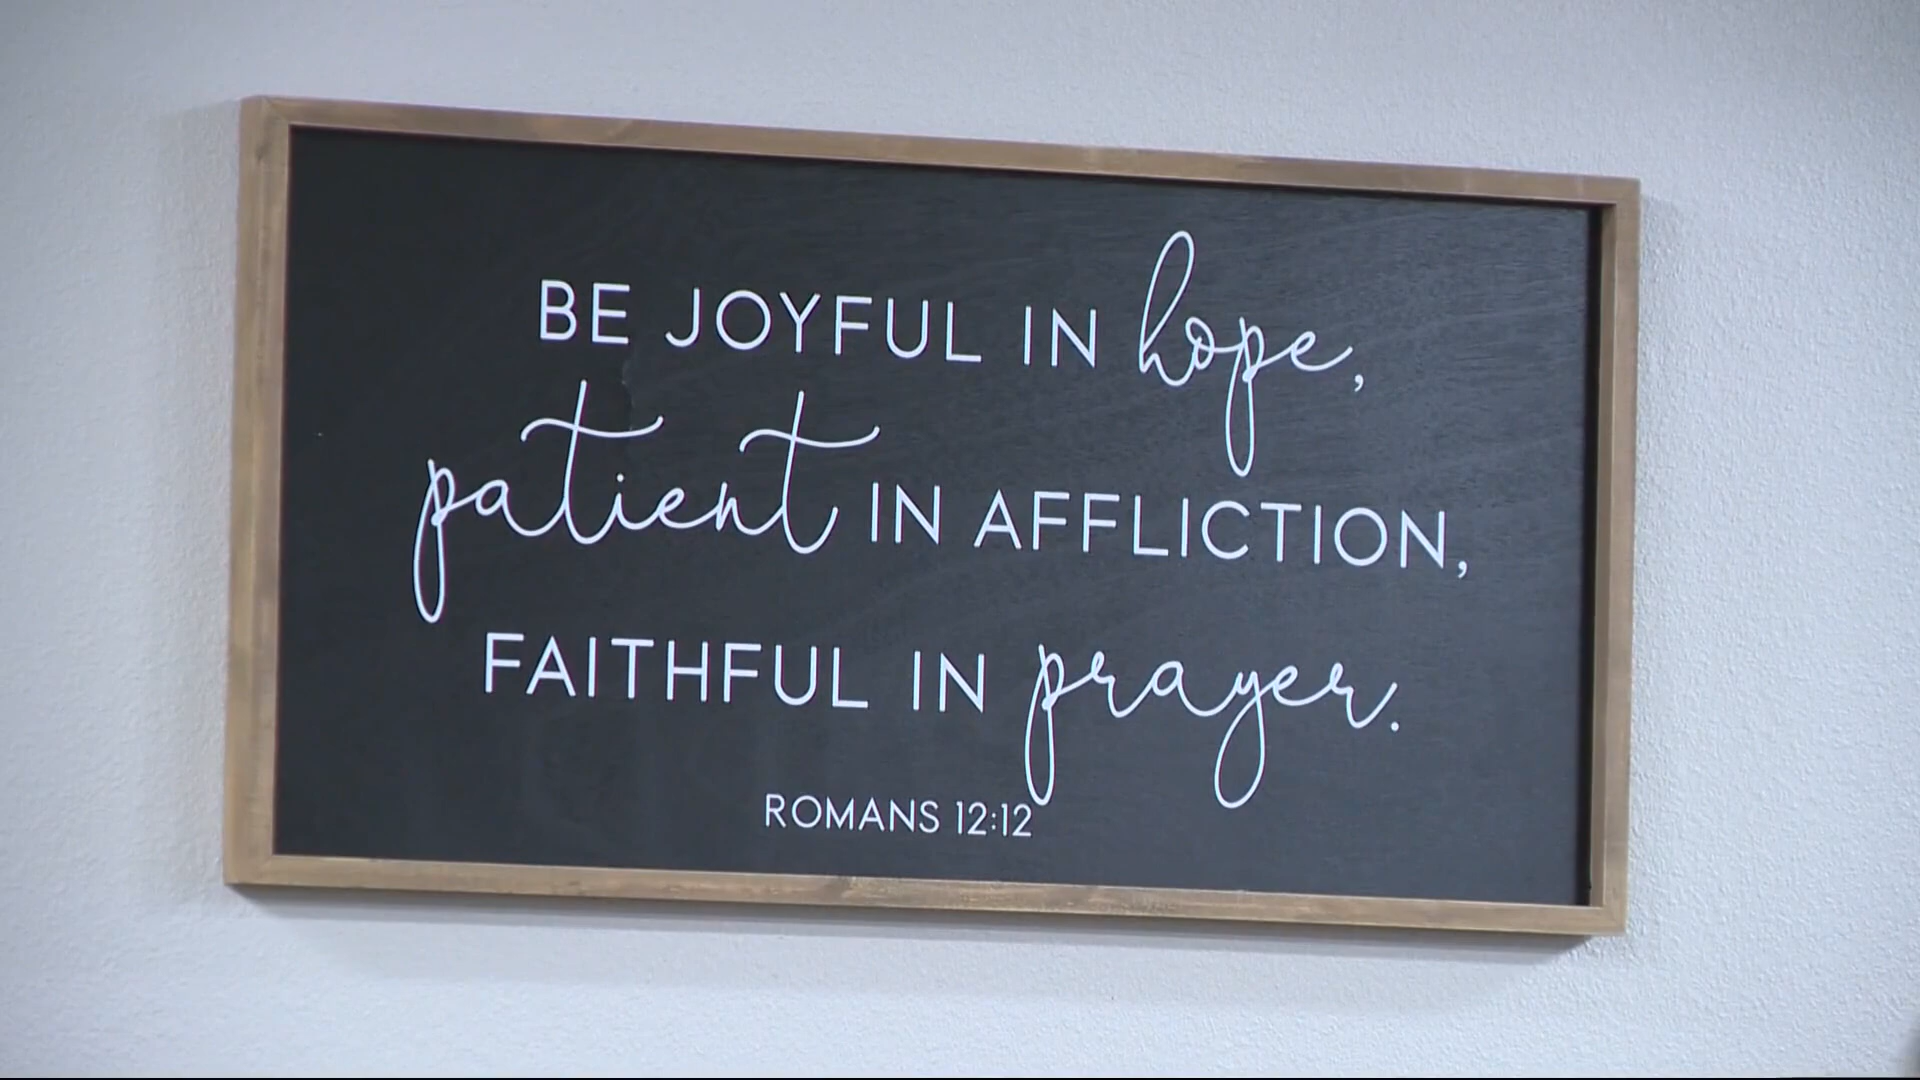 BE JOYFUL IN hope,
patient IN AFFLICTION,
FAITHFUL IN prayer.
ROMANS 12:12